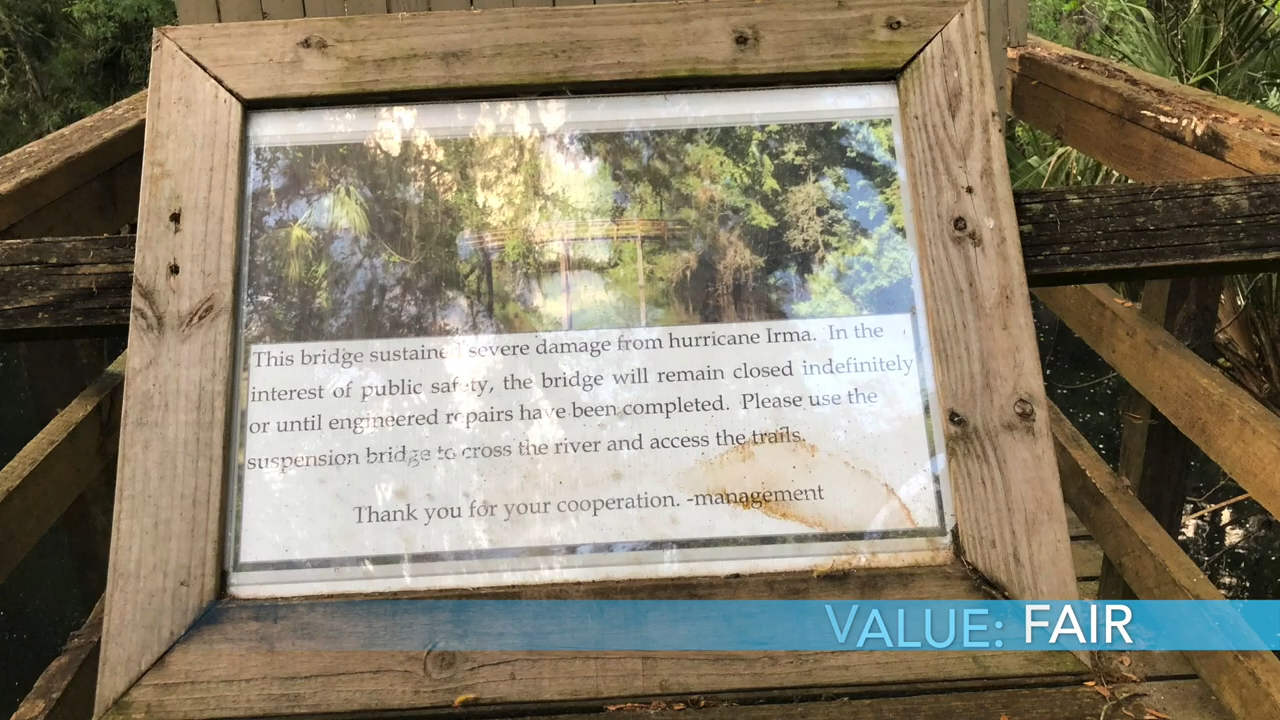 This bridge sustained severe damage from hurricane Irma. In the
interest of public safety, the bridge will remain closed indefinitely
or until engineered repairs have been completed. Please use the
suspension bridge to cross the river and access the trails.
Thank you for your cooperation. -management
VALUE: FAIR